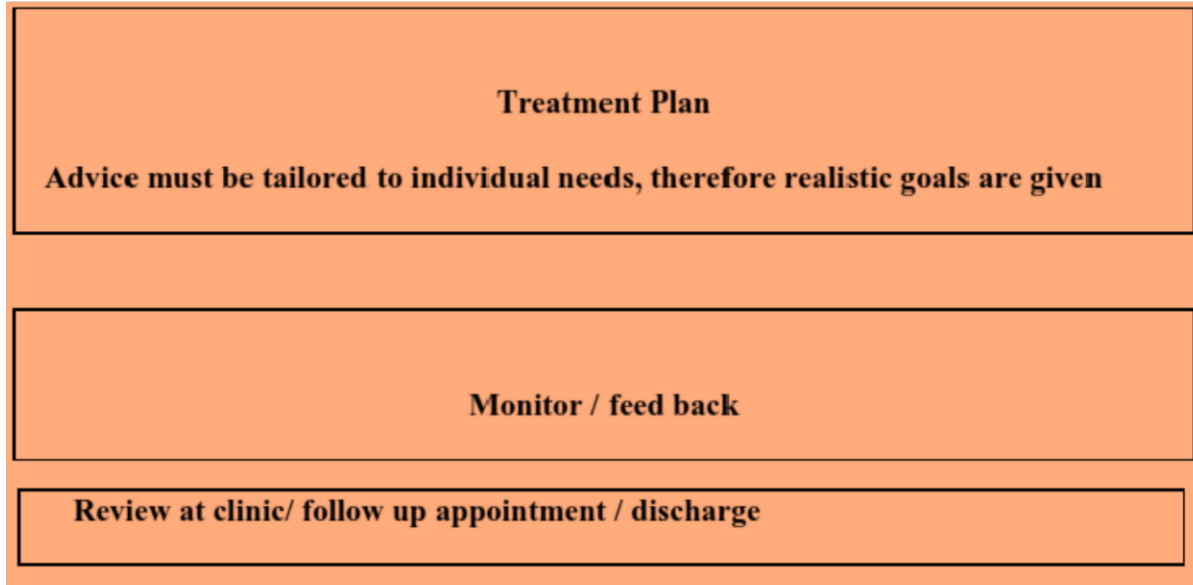 Treatment Plan
Advice must be tailored to individual needs, therefore realistic goals are given
Monitor / feed back
Review at clinic/ follow up appointment / discharge